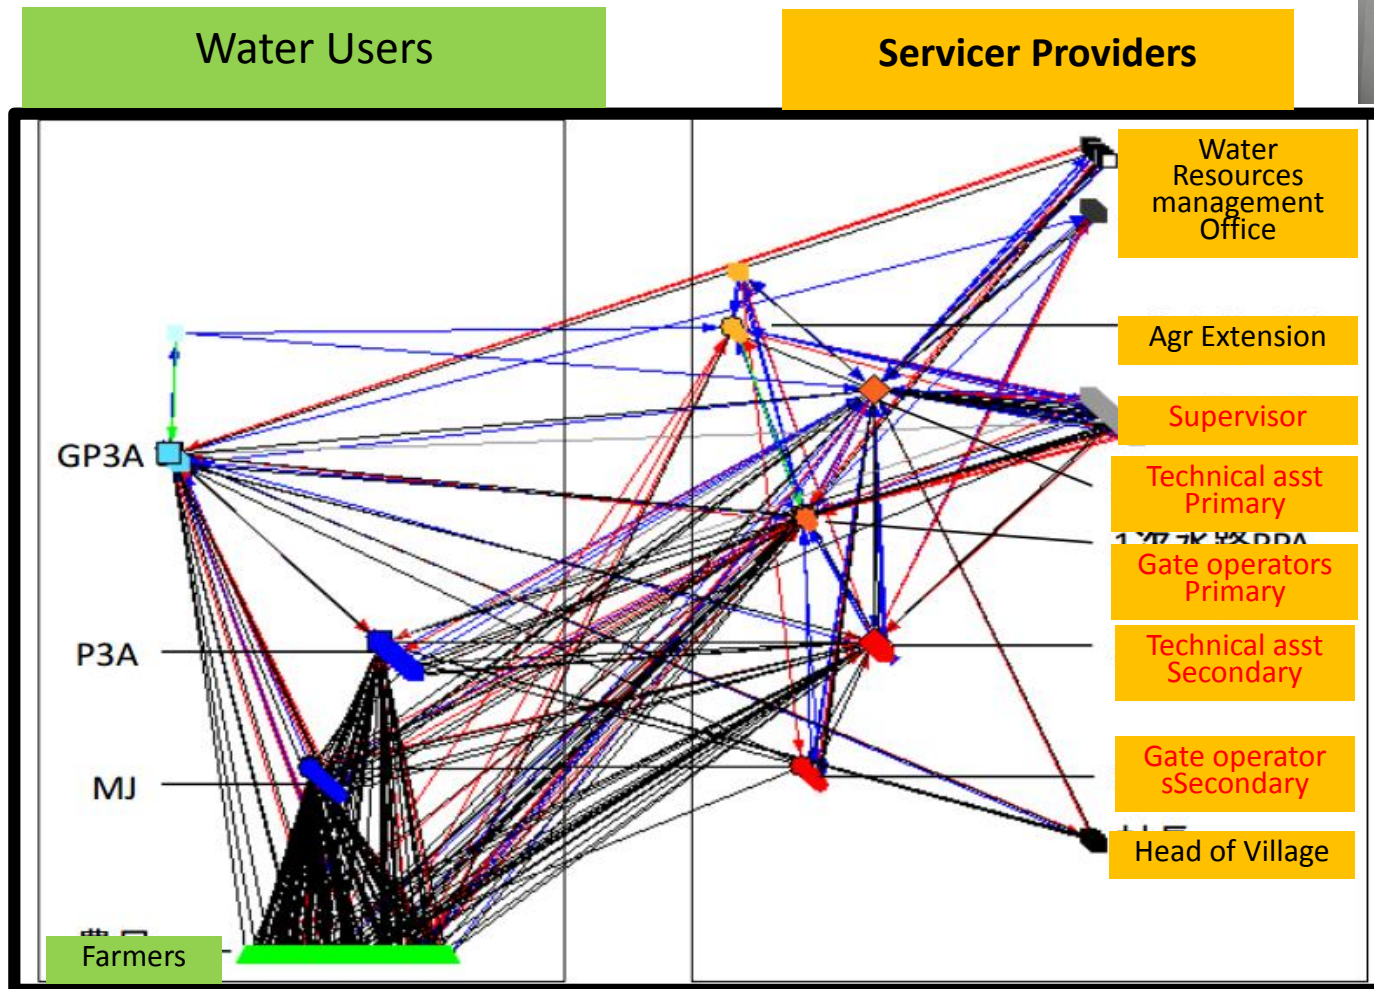 Water Users
Servicer Providers
Water
Resources
management
Office
Agr Extension
Supervisor
GP3A
Technical asst
Primary
Gate operators
Primary
P3A
Technical asst
Secondary
MJ
Gate operator
sSecondary
Head of Village
Farmers